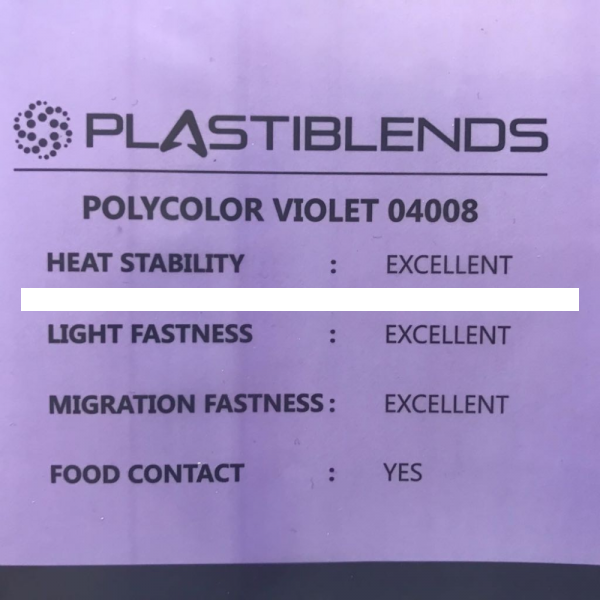 PLASTIBLENDS
POLYCOLOR VIOLET 04008
HEAT STABILITY : EXCELLENT
LIGHT FASTNESS : EXCELLENT
MIGRATION FASTNESS : EXCELLENT
FOOD CONTACT : YES